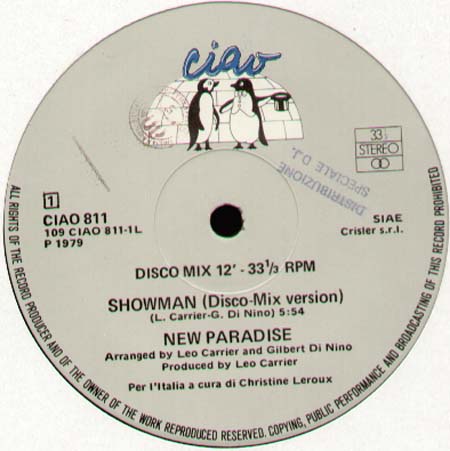 ciao
33⅓
STEREO
DISTRIBUZIONE
SPECIALE D.J.
1
CIAO 811
109 CIAO 811-1L
P 1979
SIAE
Crisler s.r.l.
DISCO MIX 12' - 33 1/3 RPM
SHOWMAN (Disco-Mix version)
(L. Carrier-G. Di Nino) 5:54
NEW PARADISE
Arranged by Leo Carrier and Gilbert Di Nino
Produced by Leo Carrier
Per l'Italia a cura di Christine Leroux
ALL RIGHTS OF THE RECORD PRODUCER AND OF THE OWNER OF THE WORK REPRODUCED RESERVED. COPYING, PUBLIC PERFORMANCE AND BROADCASTING OF THIS RECORD PROHIBITED